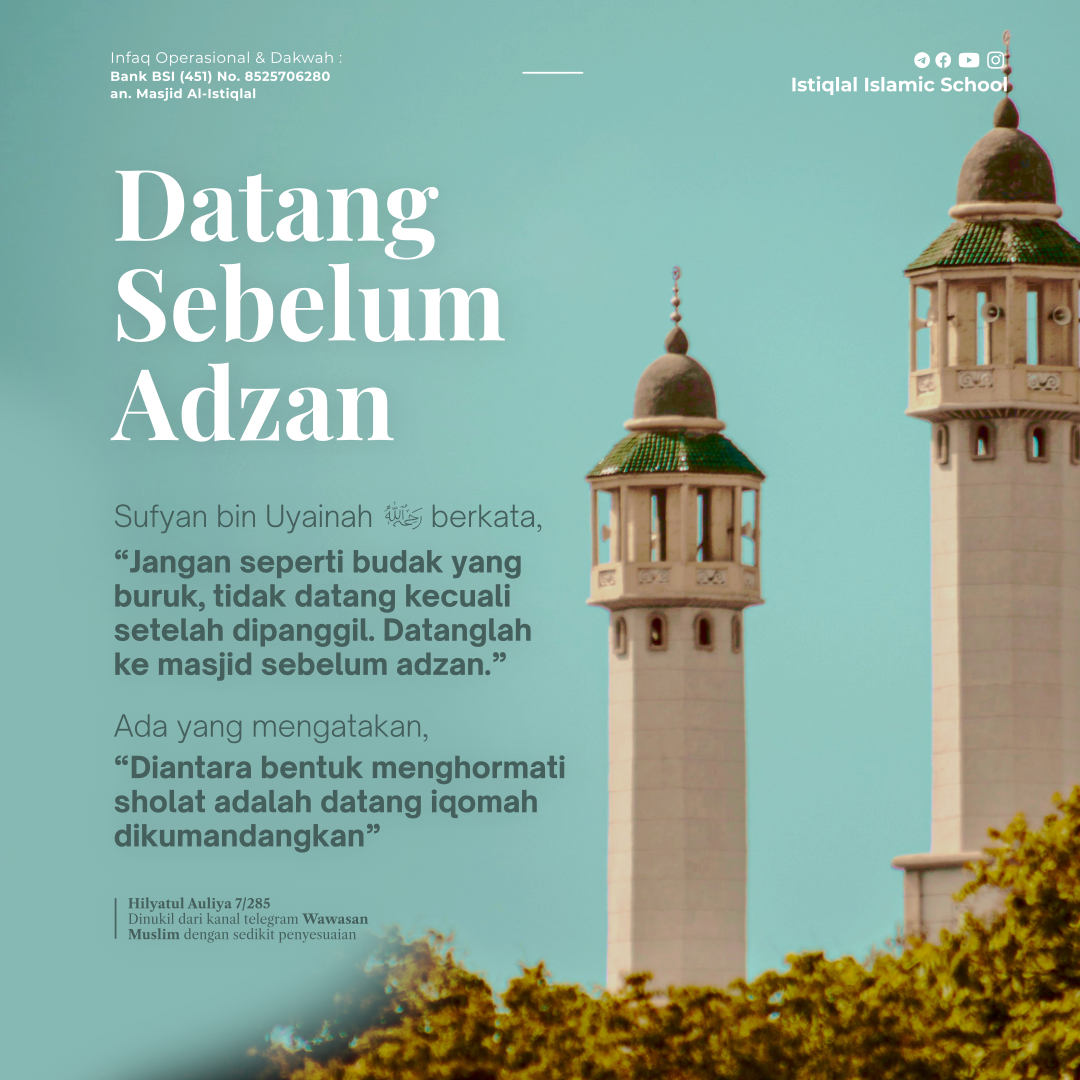 Infaq Operasional & Dakwah :
Bank BSI (451) No. 8525706280
an. Masjid Al-Istiqlal
Istiqlal Islamic School
Datang
Sebelum
Adzan
Sufyan bin Uyainah رحمه الله berkata,
“Jangan seperti budak yang
buruk, tidak datang kecuali
setelah dipanggil. Datanglah
ke masjid sebelum adzan.”
Ada yang mengatakan,
“Diantara bentuk menghormati
sholat adalah datang iqomah
dikumandangkan”
Hilyatul Auliya 7/285
Dinukil dari kanal telegram Wawasan
Muslim dengan sedikit penyesuaian